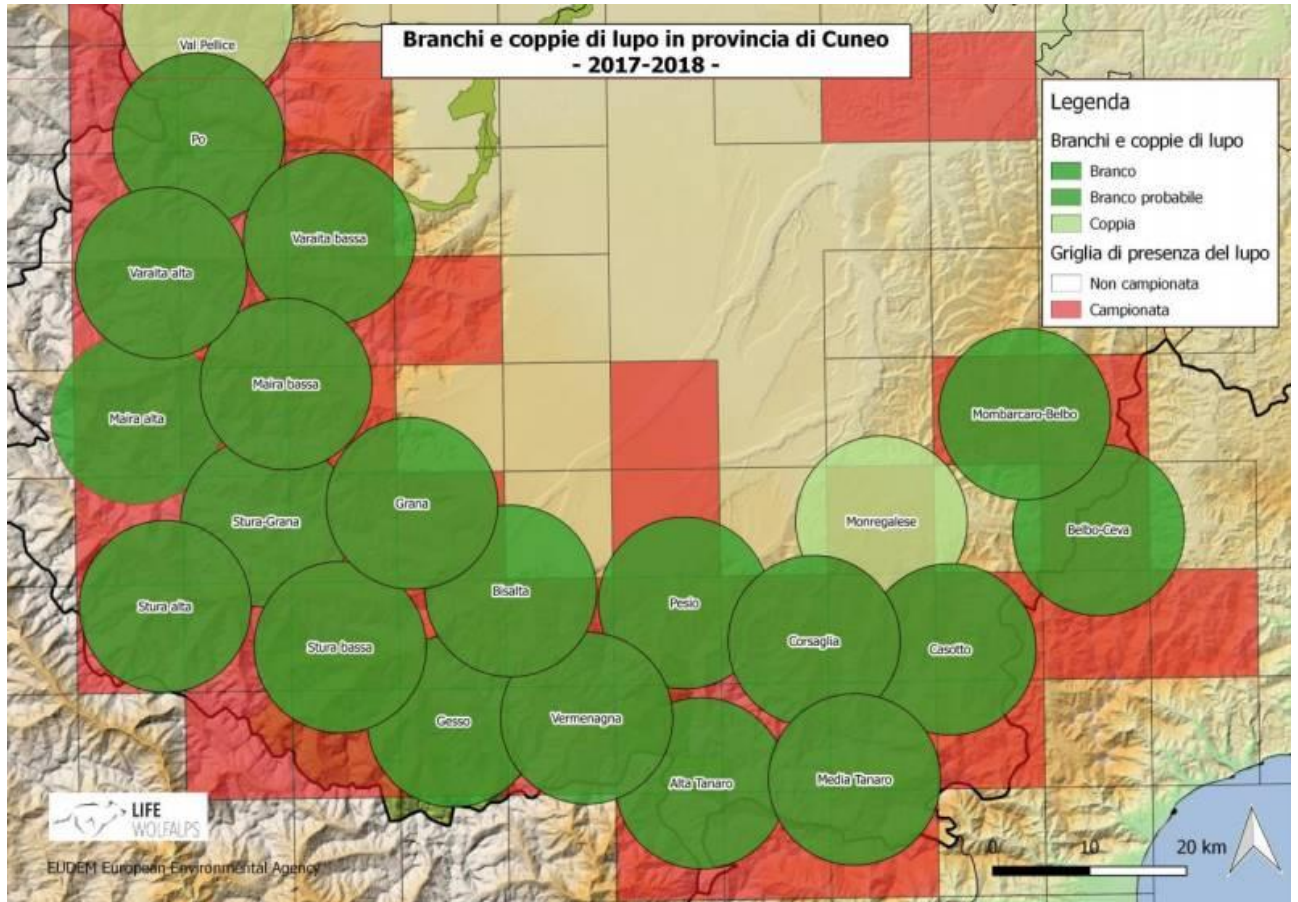 Branchi e coppie di lupo in provincia di Cuneo
- 2017-2018 -
Legenda
Branchi e coppie di lupo
Branco
Branco probabile
Coppia
Griglia di presenza del lupo
Non campionata
Campionata
Val Pellice
Po
Varaita bassa
Varaita alta
Maira bassa
Maira alta
Mombarcaro-Belbo
Grana
Stura-Grana
Monregalese
Belbo-Ceva
Bisalta
Pesio
Stura alta
Stura bassa
Corsaglia
Casotto
Gesso
Vermenagna
Alta Tanaro
Media Tanaro
LIFE
WOLFALPS
EUDEM European Environmental Agency
0 10 20 km